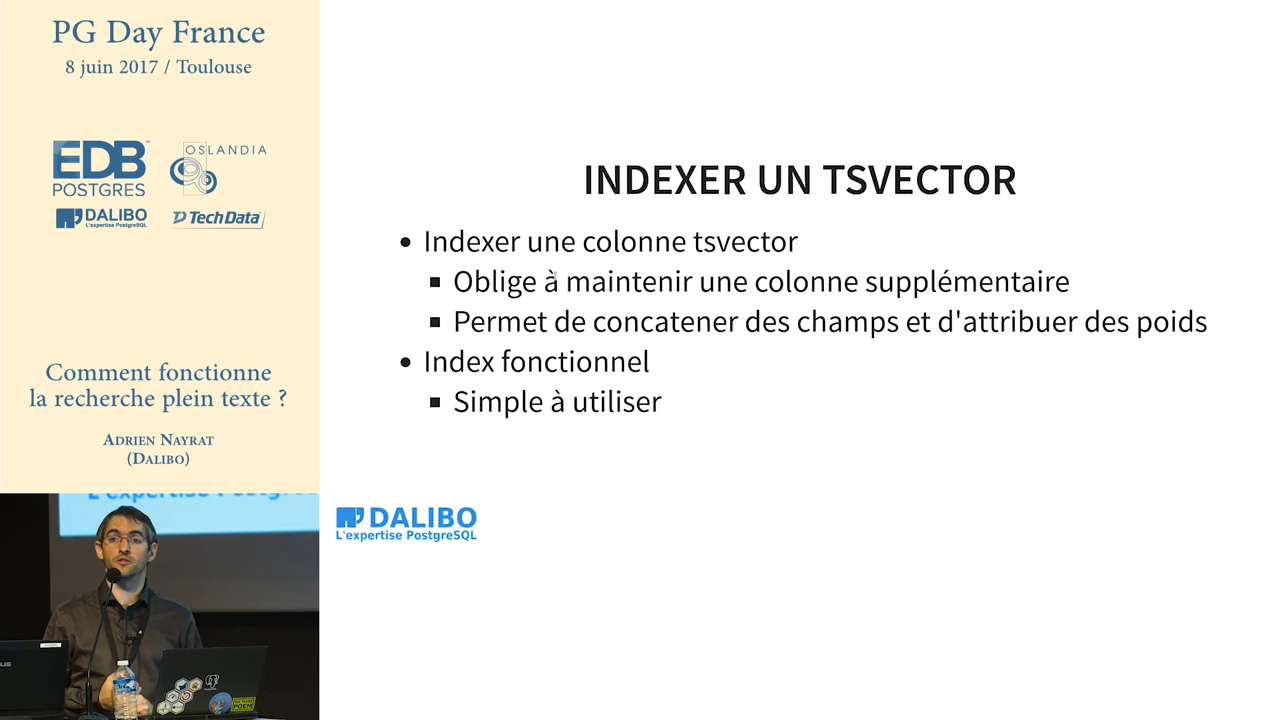 PG Day France
8 juin 2017 / Toulouse
EDB
POSTGRES
OSLANDIA
DALIBO
L'expertise PostgreSQL
TechData
Comment fonctionne
la recherche plein texte ?
ADRIEN NAYRAT
(DALIBO)
INDEXER UN TSVECTOR
• Indexer une colonne tsvector
▪ Oblige à maintenir une colonne supplémentaire
▪ Permet de concatener des champs et d'attribuer des poids
• Index fonctionnel
▪ Simple à utiliser
DALIBO
L'expertise PostgreSQL
L'expertise
POEM